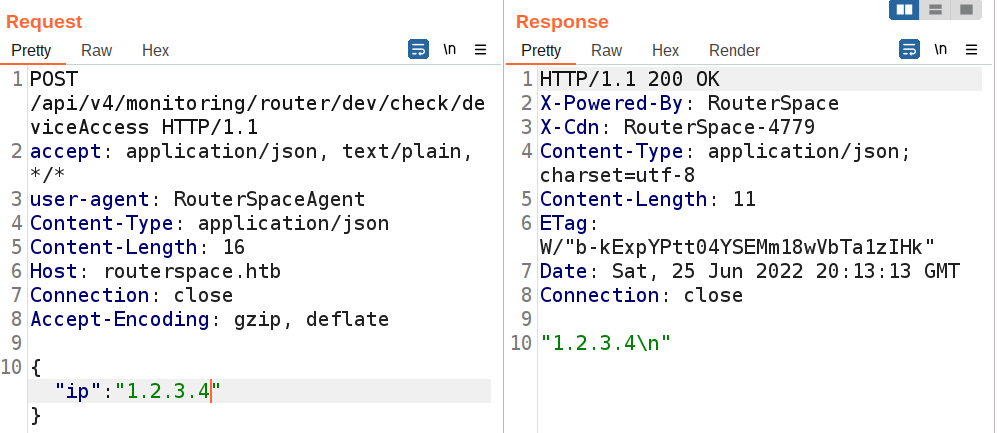 Request
Pretty Raw Hex \n
1 POST
/api/v4/monitoring/router/dev/check/de
viceAccess HTTP/1.1
2 accept: application/json, text/plain,
*/*
3 user-agent: RouterSpaceAgent
4 Content-Type: application/json
5 Content-Length: 16
6 Host: routerspace.htb
7 Connection: close
8 Accept-Encoding: gzip, deflate
9
10 {
"ip":"1.2.3.4"
}
Response
Pretty Raw Hex Render \n
1 HTTP/1.1 200 OK
2 X-Powered-By: RouterSpace
3 X-Cdn: RouterSpace-4779
4 Content-Type: application/json;
charset=utf-8
5 Content-Length: 11
6 ETag:
W/"b-kExpYPtt04YSEMm18wVbTa1zIHk"
7 Date: Sat, 25 Jun 2022 20:13:13 GMT
8 Connection: close
9
10 "1.2.3.4\n"